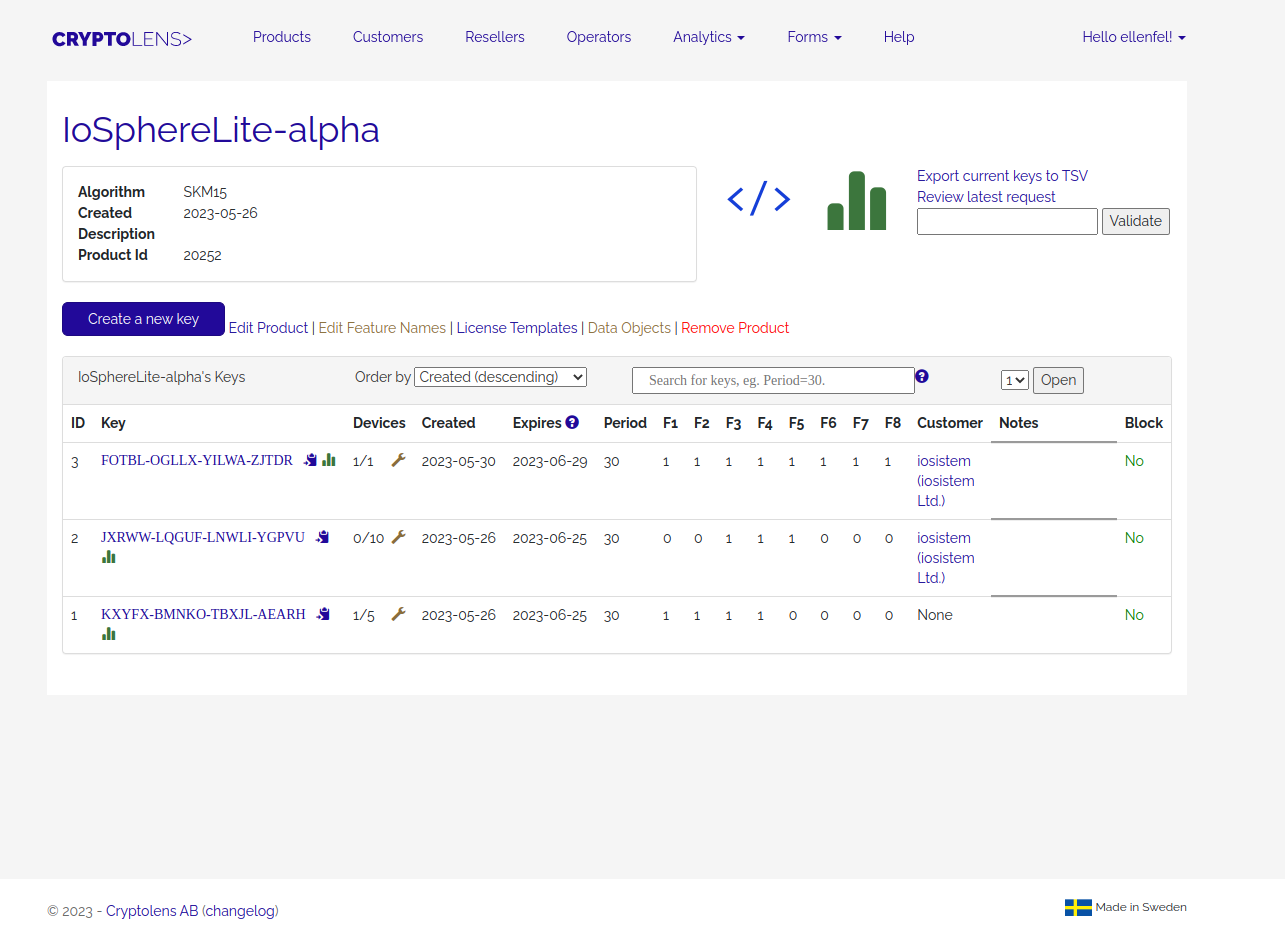 CRYPTOLENS> Products Customers Resellers Operators Analytics Forms Help Hello ellenfel!
IoSphereLite-alpha
Algorithm SKM15
Created 2023-05-26
Description
Product Id 20252
</>
Export current keys to TSV
Review latest request
Validate
Create a new key Edit Product | Edit Feature Names | License Templates | Data Objects | Remove Product
IoSphereLite-alpha's Keys Order by Created (descending) Search for keys, eg. Period=30. ? 1 Open
ID Key Devices Created Expires ? Period F1 F2 F3 F4 F5 F6 F7 F8 Customer Notes Block
3 FOTBL-OGLLX-YILWA-ZJTDR 1/1 2023-05-30 2023-06-29 30 1 1 1 1 1 1 1 1 iosistem No
(iosistem
Ltd.)
2 JXRWW-LQGUF-LNWLI-YGPVU 0/10 2023-05-26 2023-06-25 30 0 0 1 1 1 0 0 0 iosistem No
(iosistem
Ltd.)
1 KXYFX-BMNKO-TBXJL-AEARH 1/5 2023-05-26 2023-06-25 30 1 1 1 1 0 0 0 0 None No
© 2023 - Cryptolens AB (changelog) Made in Sweden